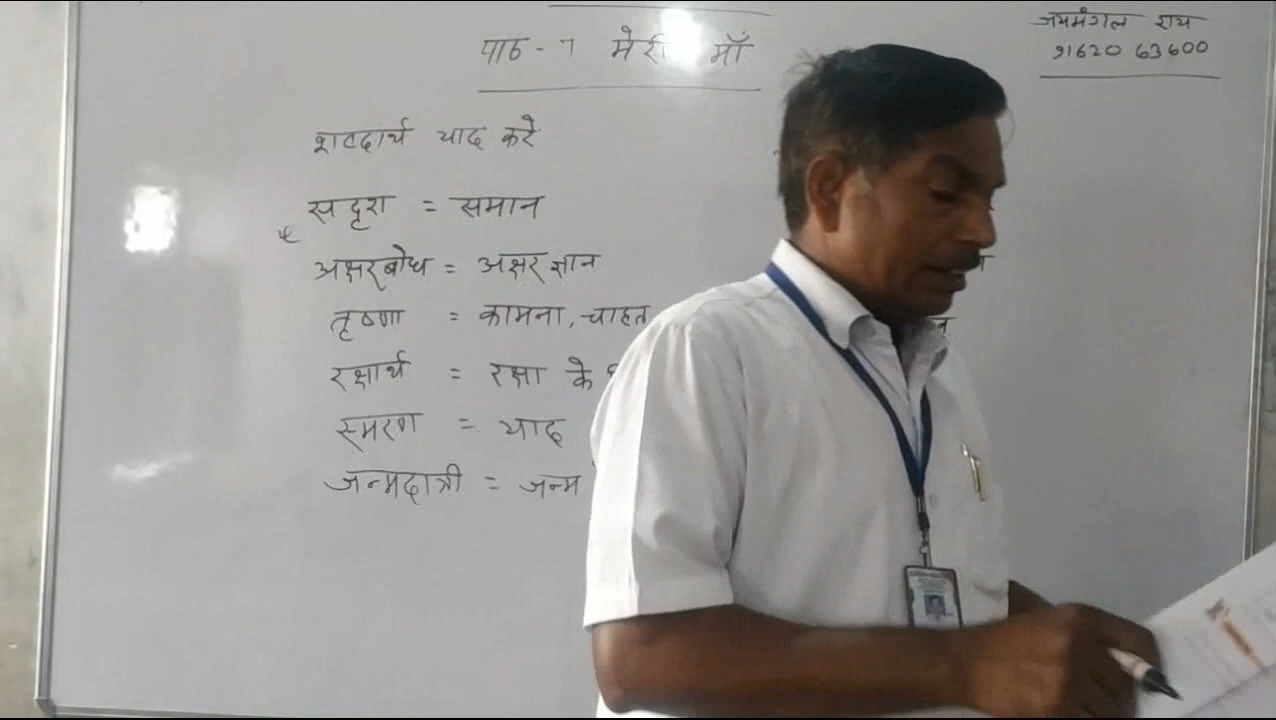 पाठ - 7 मेरी माँ
जयमंगल राय
91620 63600
शब्दार्थ याद करे
सदृश = समान
अक्षरबोध = अक्षर ज्ञान
तृष्णा = कामना, चाहत
रक्षार्थ = रक्षा के
स्मरण = याद
जन्मदात्री = जन्म